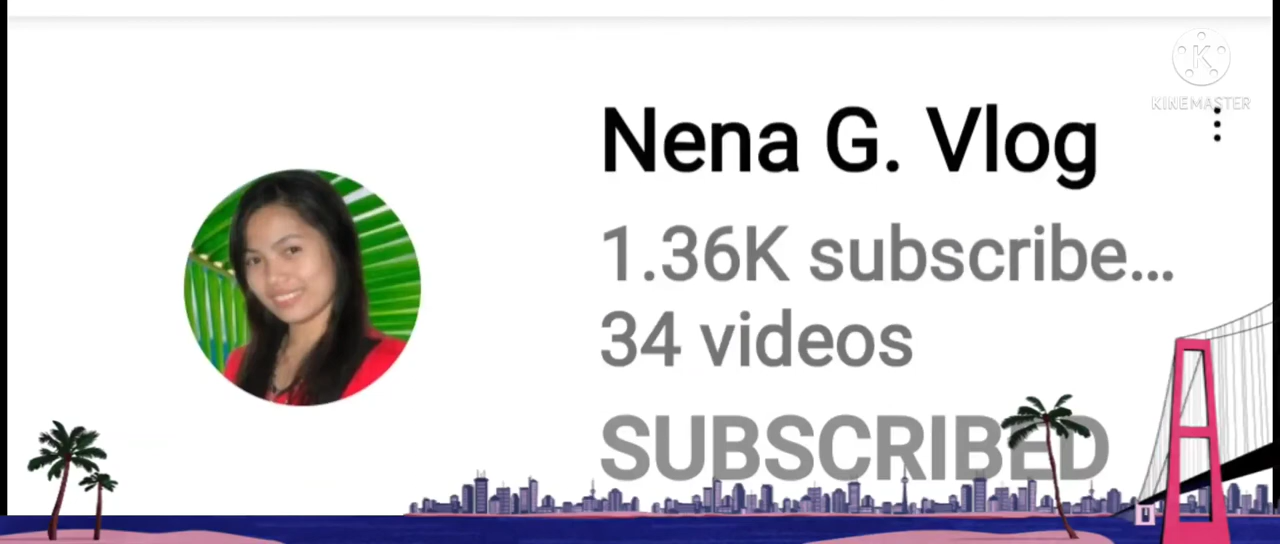 K
KINEMASTER
Nena G. Vlog
1.36K subscribe...
34 videos
SUBSCRIBED